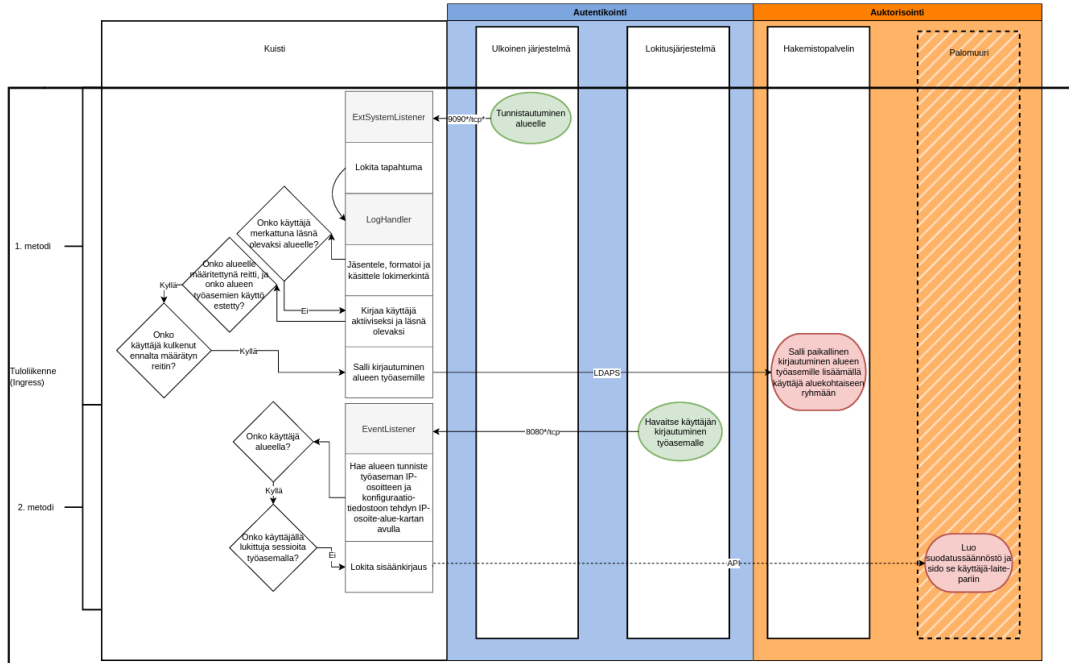 Autentikointi
Auktorisointi
Kuisti
Ulkoinen järjestelmä
Lokitusjärjestelmä
Hakemistopalvelin
Palomuuri
Tuloliikenne
(Ingress)
1. metodi
ExtSystemListener
9090*/tcp*
Tunnistautuminen
alueelle
Lokita tapahtuma
LogHandler
Onko käyttäjä
merkattuna läsnä
olevaksi alueelle?
Jäsentele, formatoi ja
käsittele lokimerkintä
Onko alueelle
määritettynä reitti, ja
onko alueen
työasemien käyttö
estetty?
Kyllä
Ei
Kirjaa käyttäjä
aktiiviseksi ja läsnä
olevaksi
Onko
käyttäjä kulkenut
ennalta määrätyn
reitin?
Kyllä
Salli kirjautuminen
alueen työasemille
LDAPS
Salli paikallinen
kirjautuminen alueen
työasemille lisäämällä
käyttäjä aluekohtaiseen
ryhmään
2. metodi
EventListener
8080*/tcp
Havaitse käyttäjän
kirjautuminen
työasemalle
Onko käyttäjä
alueella?
Hae alueen tunniste
työaseman IP-
osoitteen ja
konfiguraatio-
tiedostoon tehdyn IP-
osoite-alue-kartan
avulla
Kyllä
Onko käyttäjällä
lukittuja sessioita
työasemalla?
Ei
Lokita sisäänkirjaus
API
Luo
suodatussäännöstö ja
sido se käyttäjä-laite-
pariin